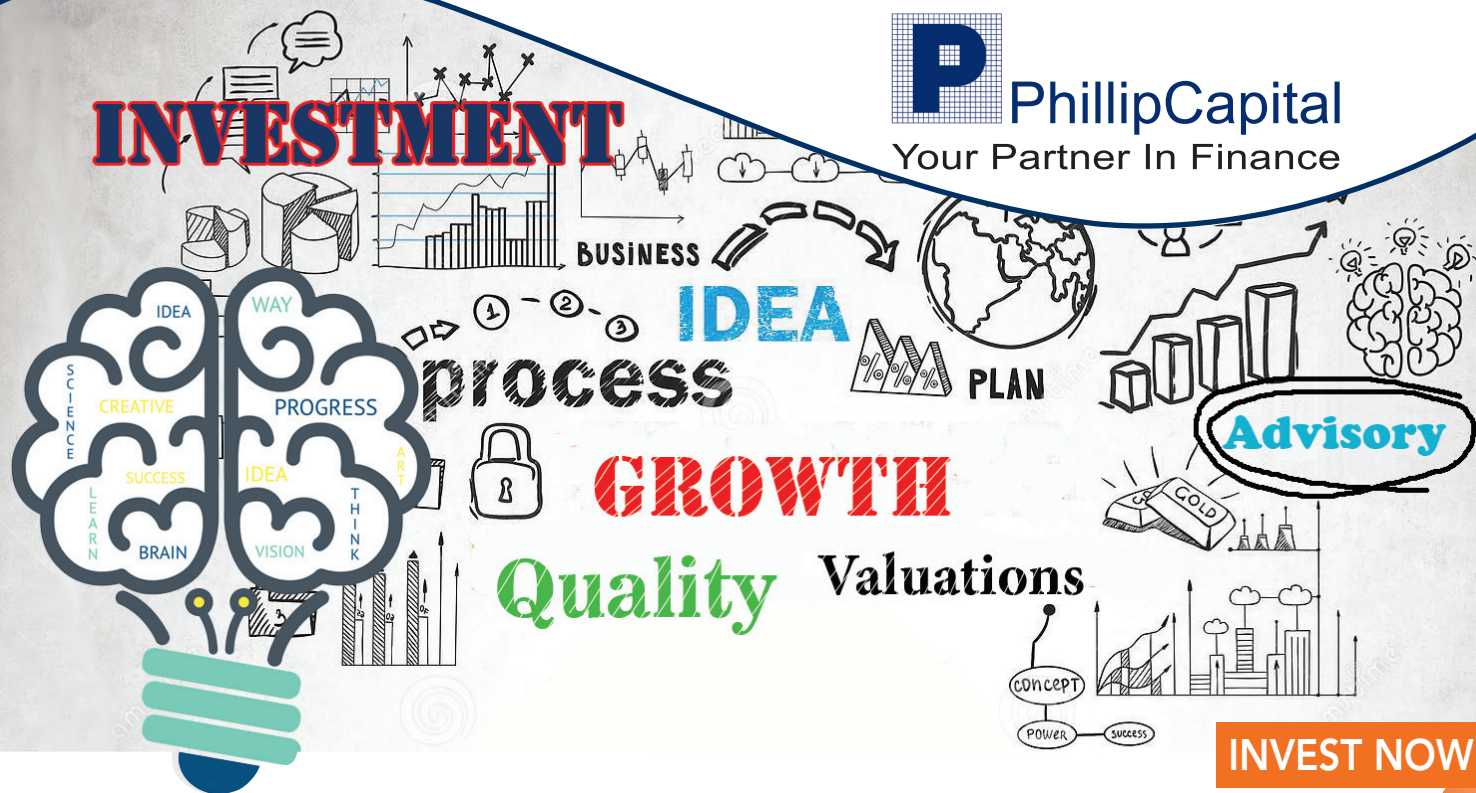 P
PhillipCapital
Your Partner In Finance
INVESTMENT
BUSINESS
IDEA
1
2
3
process
PLAN
% % % %
Advisory
GROWTH
GOLD
Quality
Valuations
IDEA
WAY
SCIENCE
CREATIVE
PROGRESS
ART
SUCCESS
IDEA
LEARN
THINK
BRAIN
VISION
3
CONCEPT
POWER
SUCCESS
INVEST NOW